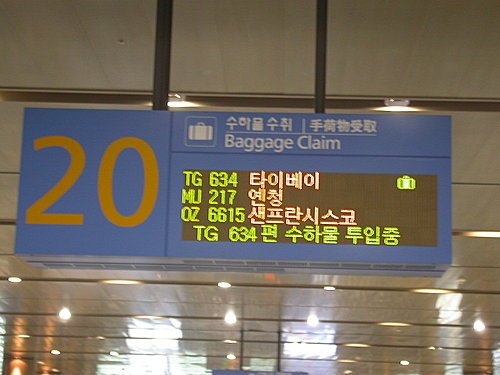 20
수하물수취 | 手荷物受取
Baggage Claim
TG 634 타이베이
MU 217 옌청
OZ 6615 샌프란시스코
TG 634 편 수하물 투입중